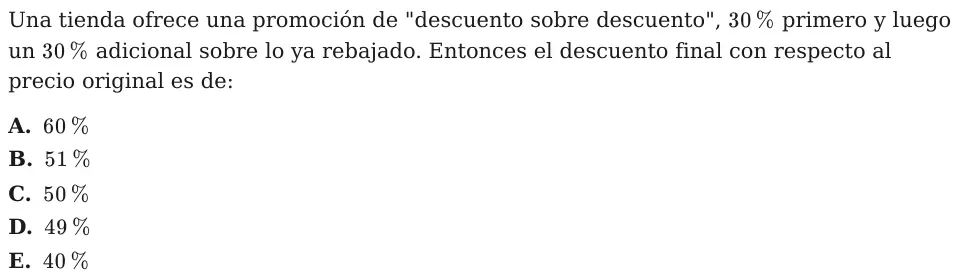 Una tienda ofrece una promoción de "descuento sobre descuento", 30 % primero y luego
un 30 % adicional sobre lo ya rebajado. Entonces el descuento final con respecto al
precio original es de:
A. 60 %
B. 51 %
C. 50 %
D. 49 %
E. 40 %